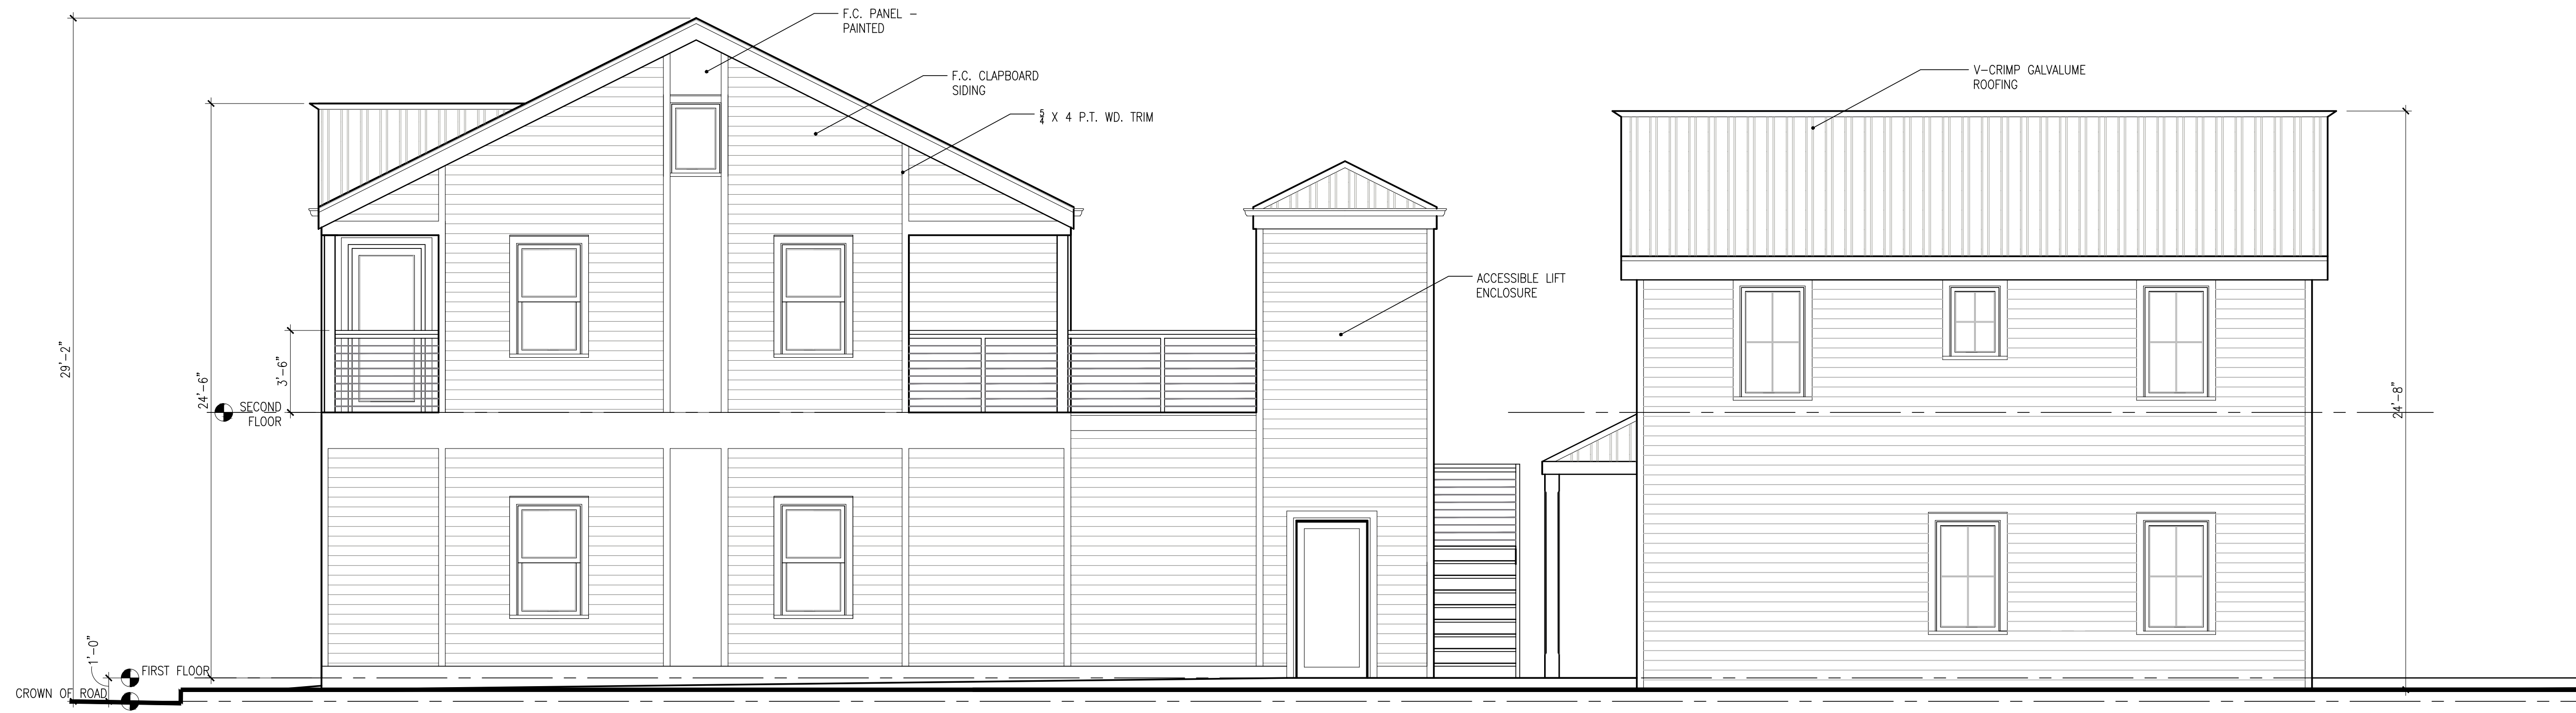 F.C. PANEL –
PAINTED
F.C. CLAPBOARD
SIDING
5/4 X 4 P.T. WD. TRIM
V-CRIMP GALVALUME
ROOFING
ACCESSIBLE LIFT
ENCLOSURE
29'-2"
24'-6"
3'-6"
24'-8"
SECOND
FLOOR
1'-0"
FIRST FLOOR
CROWN OF ROAD